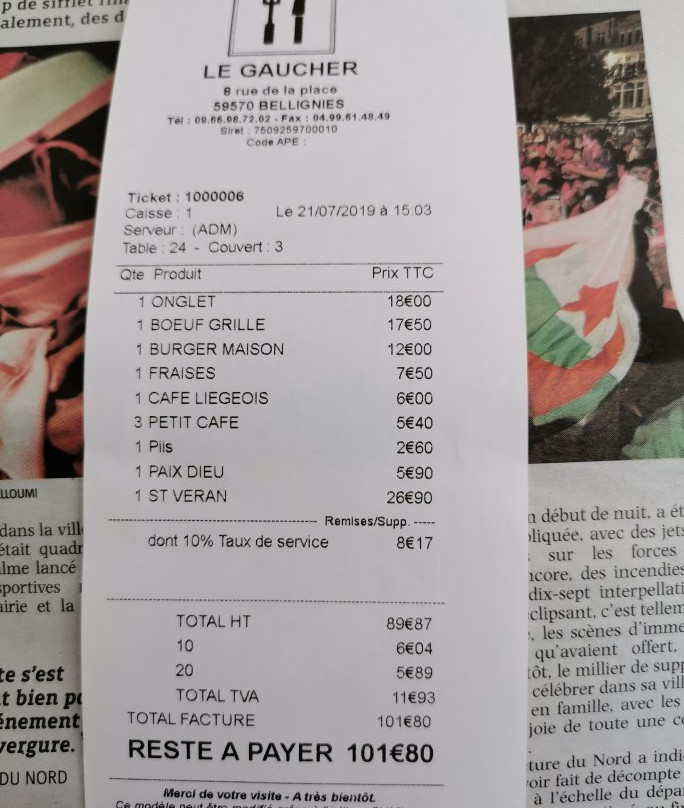 p de sifflet
alement, des d
LE GAUCHER
8 rue de la place
59570 BELLIGNIES
Tél : 09.66.98.72.02 - Fax : 04.99.61.48.49
Siret : 7509259700010
Code APE :
Ticket : 1000006
Caisse : 1 Le 21/07/2019 à 15:03
Serveur : (ADM)
Table : 24 - Couvert : 3
Qte Produit Prix TTC
1 ONGLET 18€00
1 BOEUF GRILLE 17€50
1 BURGER MAISON 12€00
1 FRAISES 7€50
1 CAFE LIEGEOIS 6€00
3 PETIT CAFE 5€40
1 Pils 2€60
1 PAIX DIEU 5€90
1 ST VERAN 26€90
Remises/Supp.
dont 10% Taux de service 8€17
TOTAL HT 89€87
10 6€04
20 5€89
TOTAL TVA 11€93
TOTAL FACTURE 101€80
RESTE A PAYER 101€80
Merci de votre visite - A très bientôt.
LLOUMI
dans la vill
était quadr
alme lancé
sportives
airie et la
te s'est
t bien po
énement
vergure.
DU NORD
n début de nuit, a ét
pliquée, avec des jets
sur les forces
ncore, des incendies
dix-sept interpellati
clipsant, c'est tellem
, les scènes d'imme
qu'avaient offert,
tôt, le millier de supp
célébrer dans sa vill
en famille, avec les
joie de toute une c
ture du Nord a indi
oir fait de décompte
à l'échelle du dépa